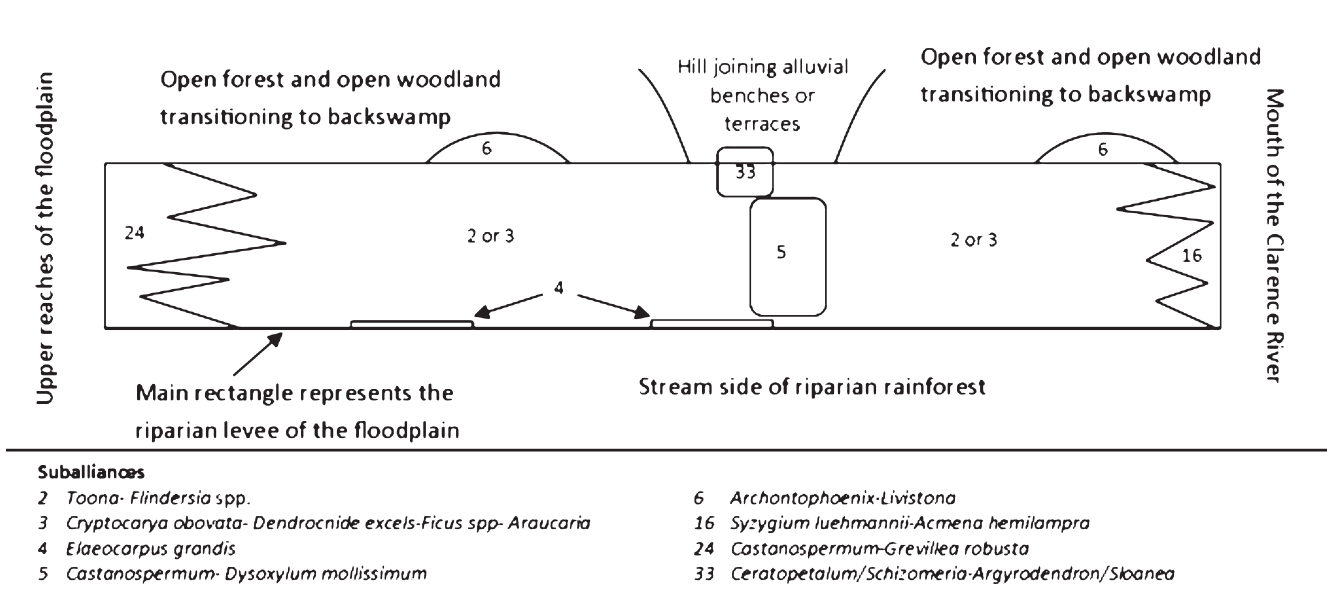 Open forest and open woodland
transitioning to backswamp
Hill joining alluvial
benches or
terraces
Open forest and open woodland
transitioning to backswamp
Upper reaches of the floodplain
Mouth of the Clarence River
6
6
33
24
2 or 3
5
2 or 3
16
4
Main rectangle represents the
riparian levee of the floodplain
Stream side of riparian rainforest
Suballiances
2 Toona- Flindersia spp.
3 Cryptocarya obovata- Dendrocnide excels-Ficus spp- Araucaria
4 Elaeocarpus grandis
5 Castanospermum- Dysoxylum mollissimum
6 Archontophoenix-Livistona
16 Syzygium luehmannii-Acmena hemilampra
24 Castanospermum-Grevillea robusta
33 Ceratopetalum/Schizomeria-Argyrodendron/Sloanea